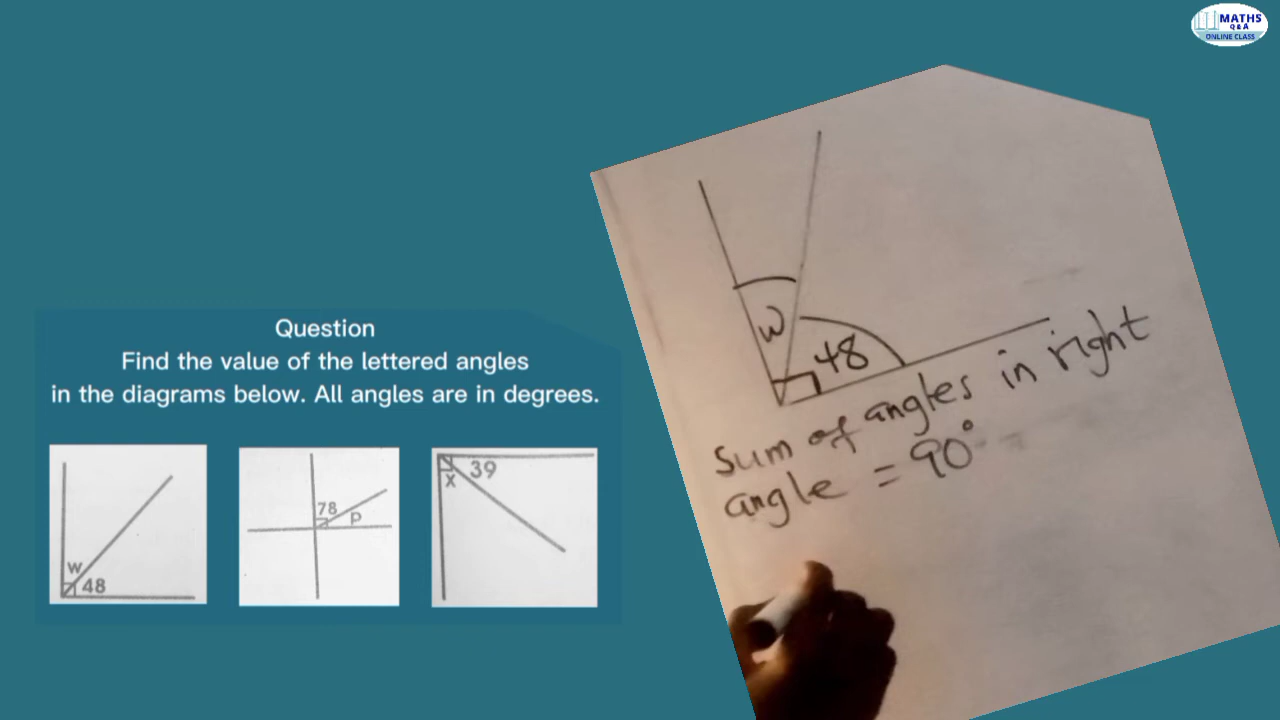 MATHS
Q & A
ONLINE CLASS
Question
Find the value of the lettered angles
in the diagrams below. All angles are in degrees.
w
48
78
p
39
x
w
48
sum of angles in right
angle = 90°